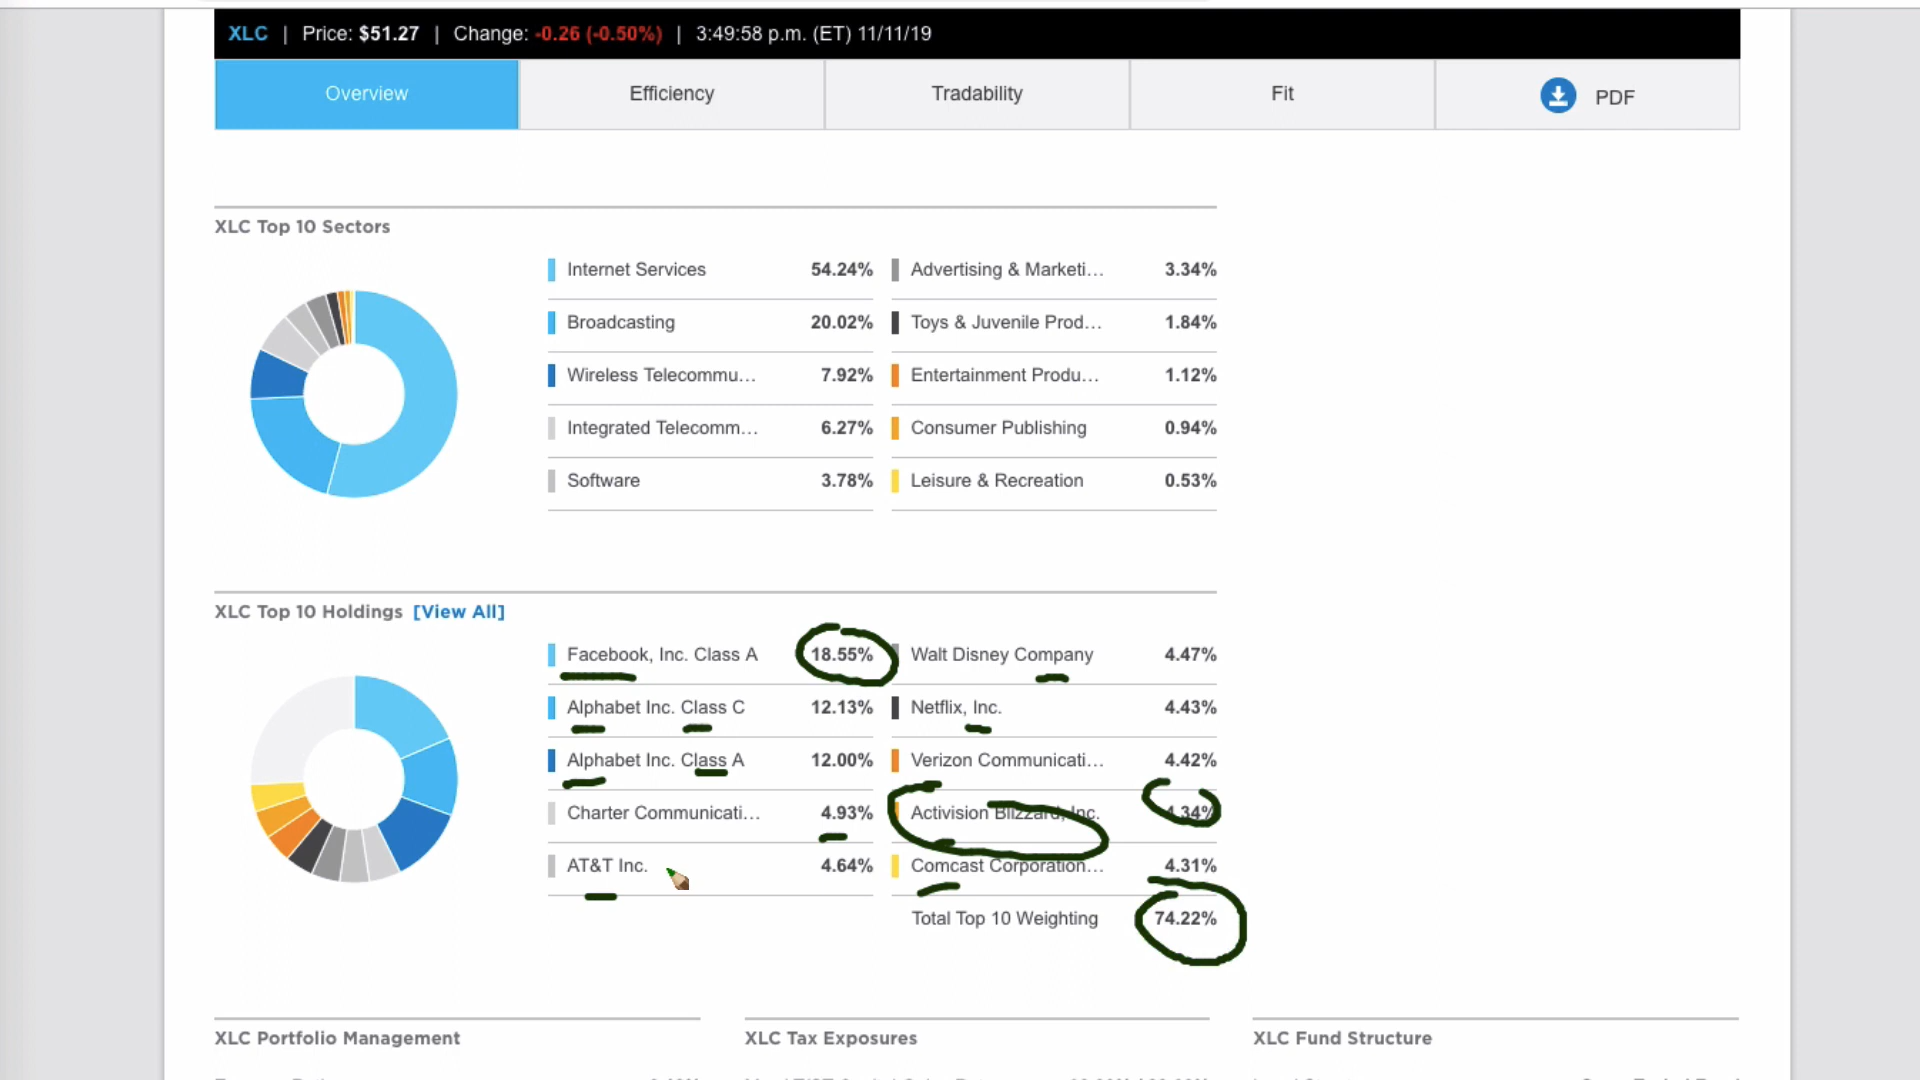 XLC | Price: $51.27 | Change: -0.26 (-0.50%) | 3:49:58 p.m. (ET) 11/11/19
Overview Efficiency Tradability Fit PDF
XLC Top 10 Sectors
Internet Services 54.24% Advertising & Marketi... 3.34%
Broadcasting 20.02% Toys & Juvenile Prod... 1.84%
Wireless Telecommu... 7.92% Entertainment Produ... 1.12%
Integrated Telecomm... 6.27% Consumer Publishing 0.94%
Software 3.78% Leisure & Recreation 0.53%
XLC Top 10 Holdings [View All]
Facebook, Inc. Class A 18.55% Walt Disney Company 4.47%
Alphabet Inc. Class C 12.13% Netflix, Inc. 4.43%
Alphabet Inc. Class A 12.00% Verizon Communicati... 4.42%
Charter Communicati... 4.93% Activision Blizzard, Inc. 4.34%
AT&T Inc. 4.64% Comcast Corporation... 4.31%
Total Top 10 Weighting 74.22%
XLC Portfolio Management XLC Tax Exposures XLC Fund Structure